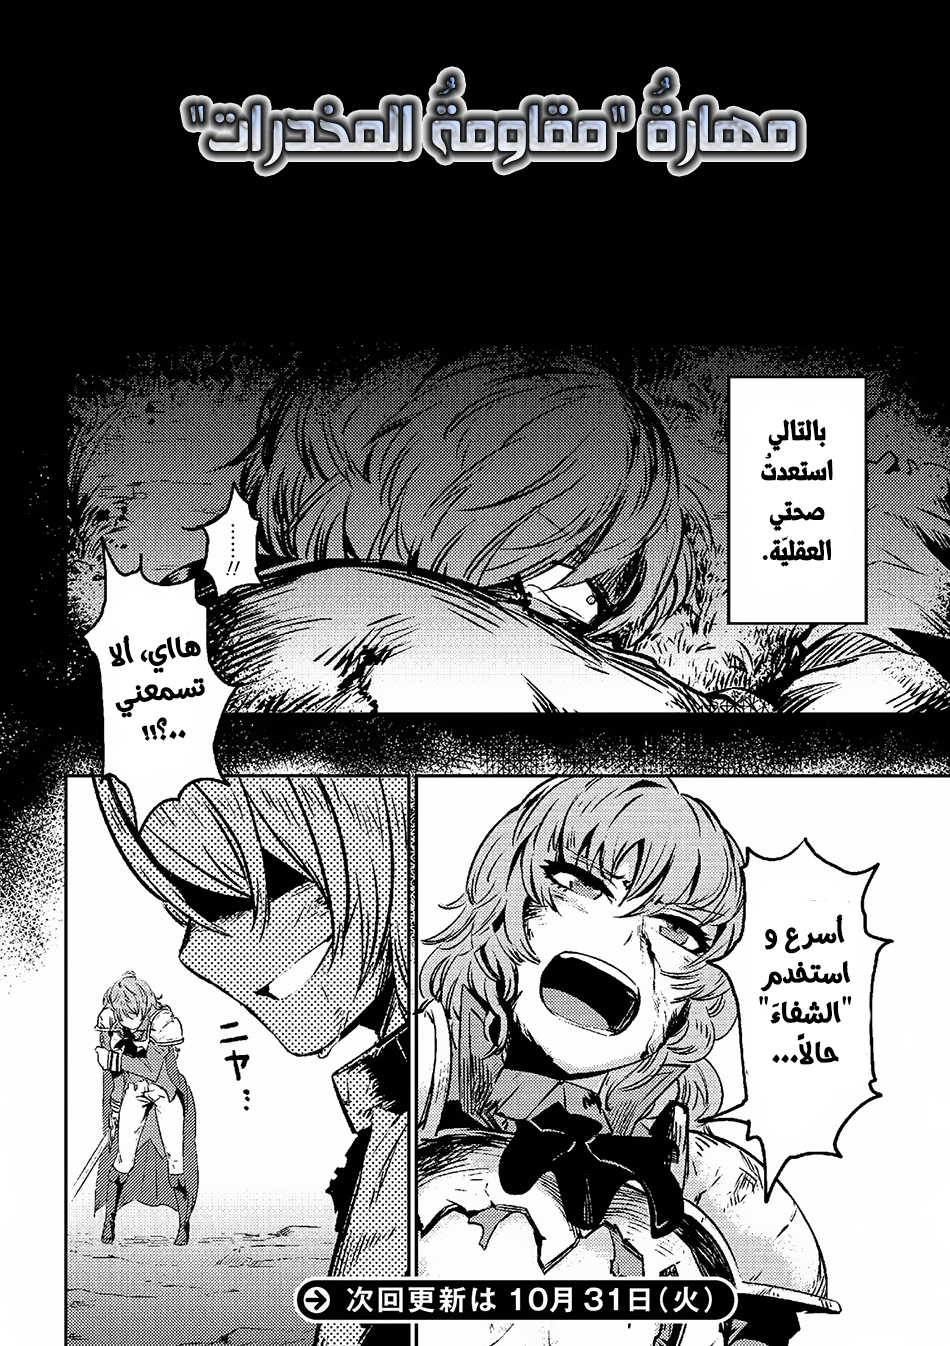 مهارةُ "مقاومةُ المخدرات"
بالتالي
استعدتُ
صحتي
العقليّة.
......!!
هااي، ألا
تسمعني
..؟!!
أسرع و
استخدم
"الشفاءَ"
حالاً...
ニヤ…
次回更新は 10月31日(火)